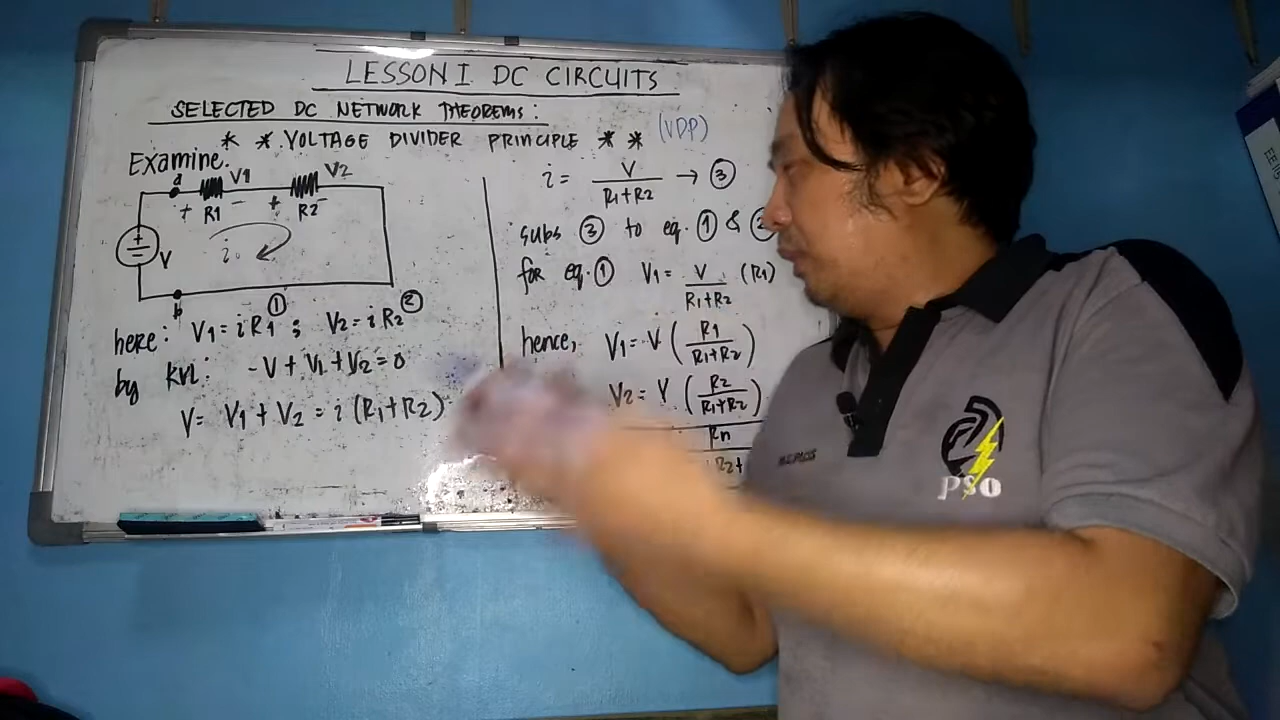 LESSON I DC CIRCUITS
SELECTED DC NETWORK THEOREMS:
* * VOLTAGE DIVIDER PRINCIPLE * * (VDP)
Examine.
a V1 V2
+ R1 - + R2 -
i
V
b
here: V1 = iR1 ① ; V2 = iR2 ②
by KVL: -V + V1 + V2 = 0
V = V1 + V2 = i (R1+R2)
i = V / R1+R2 → ③
subs ③ to eq. ① & ②
for eq. ① V1 = V / R1+R2 (R1)
hence, V1 = V (R1 / R1+R2)
V2 = V (R2 / R1+R2)
Rn
R2+
PSO